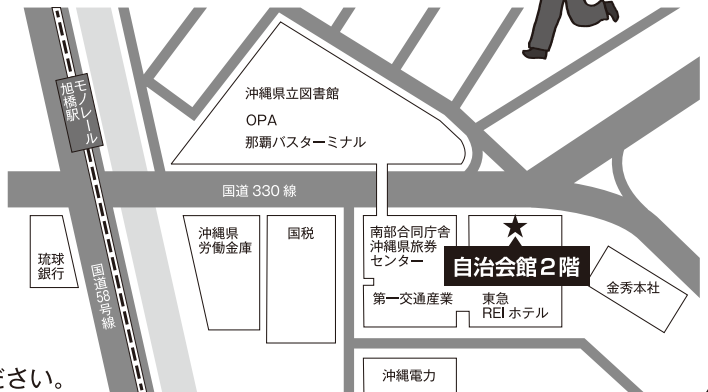 モノレール
旭橋駅
沖縄県立図書館
OPA
那覇バスターミナル
国道 330 線
琉球
銀行
国道58号線
沖縄県
労働金庫
国税
南部合同庁舎
沖縄県旅券
センター
第一交通産業
★
自治会館2階
東急
REI ホテル
金秀本社
沖縄電力
ださい。